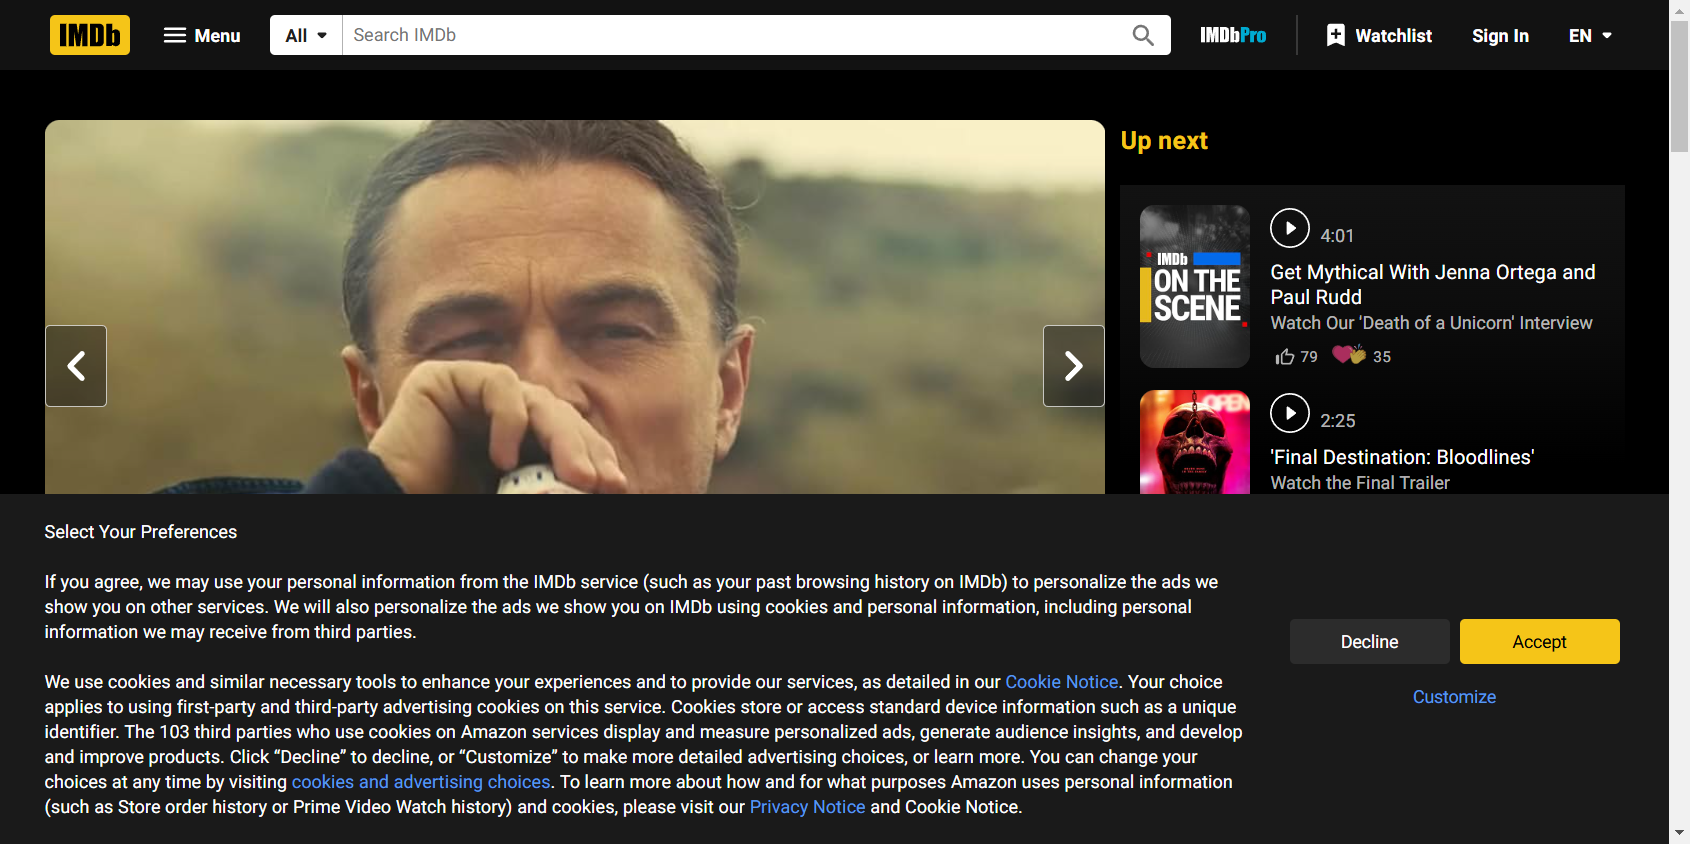 IMDb
Menu
All
Search IMDb
IMDbPro
Watchlist
Sign In
EN
Up next
IMDb
ON THE
SCENE
4:01
Get Mythical With Jenna Ortega and
Paul Rudd
Watch Our 'Death of a Unicorn' Interview
79
35
OPEN
2:25
'Final Destination: Bloodlines'
Watch the Final Trailer
Select Your Preferences
If you agree, we may use your personal information from the IMDb service (such as your past browsing history on IMDb) to personalize the ads we
show you on other services. We will also personalize the ads we show you on IMDb using cookies and personal information, including personal
information we may receive from third parties.
We use cookies and similar necessary tools to enhance your experiences and to provide our services, as detailed in our Cookie Notice. Your choice
applies to using first-party and third-party advertising cookies on this service. Cookies store or access standard device information such as a unique
identifier. The 103 third parties who use cookies on Amazon services display and measure personalized ads, generate audience insights, and develop
and improve products. Click “Decline” to decline, or “Customize” to make more detailed advertising choices, or learn more. You can change your
choices at any time by visiting cookies and advertising choices. To learn more about how and for what purposes Amazon uses personal information
(such as Store order history or Prime Video Watch history) and cookies, please visit our Privacy Notice and Cookie Notice.
Decline
Accept
Customize